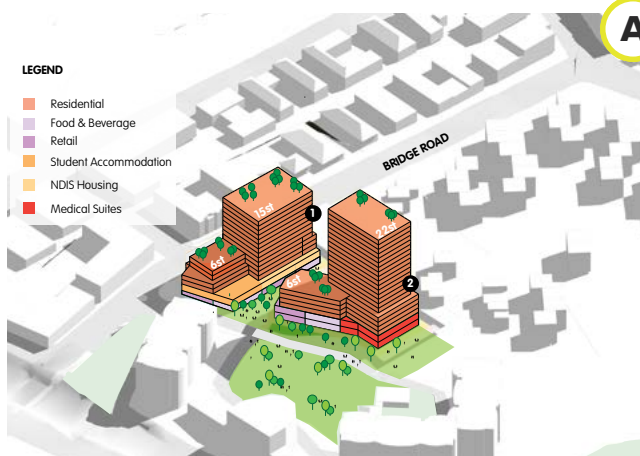 A
LEGEND
Residential
Food & Beverage
Retail
Student Accommodation
NDIS Housing
Medical Suites
BRIDGE ROAD
15st
1
22st
6st
6st
2